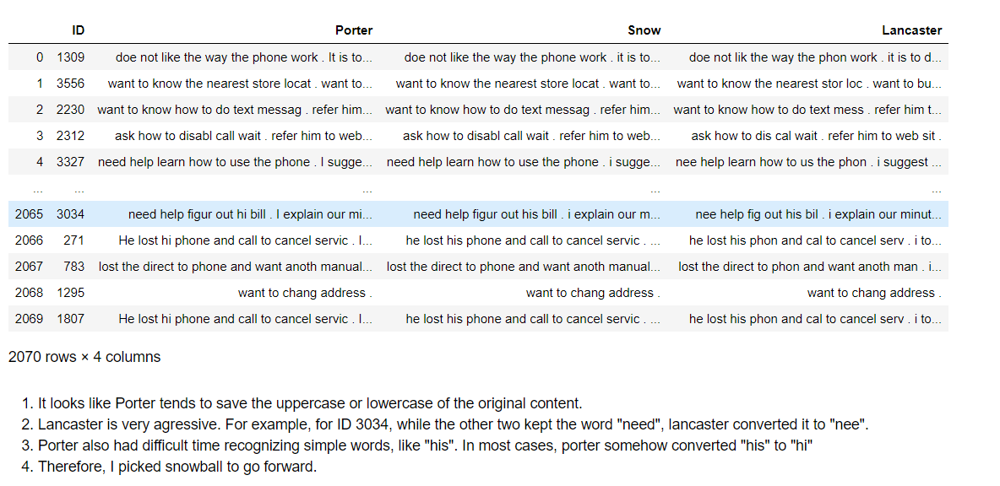 ID Porter Snow Lancaster
0 1309 doe not like the way the phone work . It is to... doe not like the way the phone work . it is to... doe not lik the way the phon work . it is to d...
1 3556 want to know the nearest store locat . want to... want to know the nearest store locat . want to... want to know the nearest stor loc . want to bu...
2 2230 want to know how to do text messag . refer him... want to know how to do text messag . refer him... want to know how to do text mess . refer him t...
3 2312 ask how to disabl call wait . refer him to web... ask how to disabl call wait . refer him to web... ask how to dis cal wait . refer him to web sit .
4 3327 need help learn how to use the phone . I sugge... need help learn how to use the phone . i sugge... nee help learn how to us the phon . i suggest ...
... ... ... ... ...
2065 3034 need help figur out hi bill . I explain our mi... need help figur out his bill . i explain our m... nee help fig out his bil . i explain our minut...
2066 271 He lost hi phone and call to cancel servic . I... he lost his phone and call to cancel servic . ... he lost his phon and cal to cancel serv . i to...
2067 783 lost the direct to phone and want anoth manual... lost the direct to phone and want anoth manual... lost the direct to phon and want anoth man . i...
2068 1295 want to chang address . want to chang address . want to chang address .
2069 1807 He lost hi phone and call to cancel servic . I... he lost his phone and call to cancel servic . ... he lost his phon and cal to cancel serv . i to...
2070 rows × 4 columns
1. It looks like Porter tends to save the uppercase or lowercase of the original content.
2. Lancaster is very agressive. For example, for ID 3034, while the other two kept the word "need", lancaster converted it to "nee".
3. Porter also had difficult time recognizing simple words, like "his". In most cases, porter somehow converted "his" to "hi"
4. Therefore, I picked snowball to go forward.